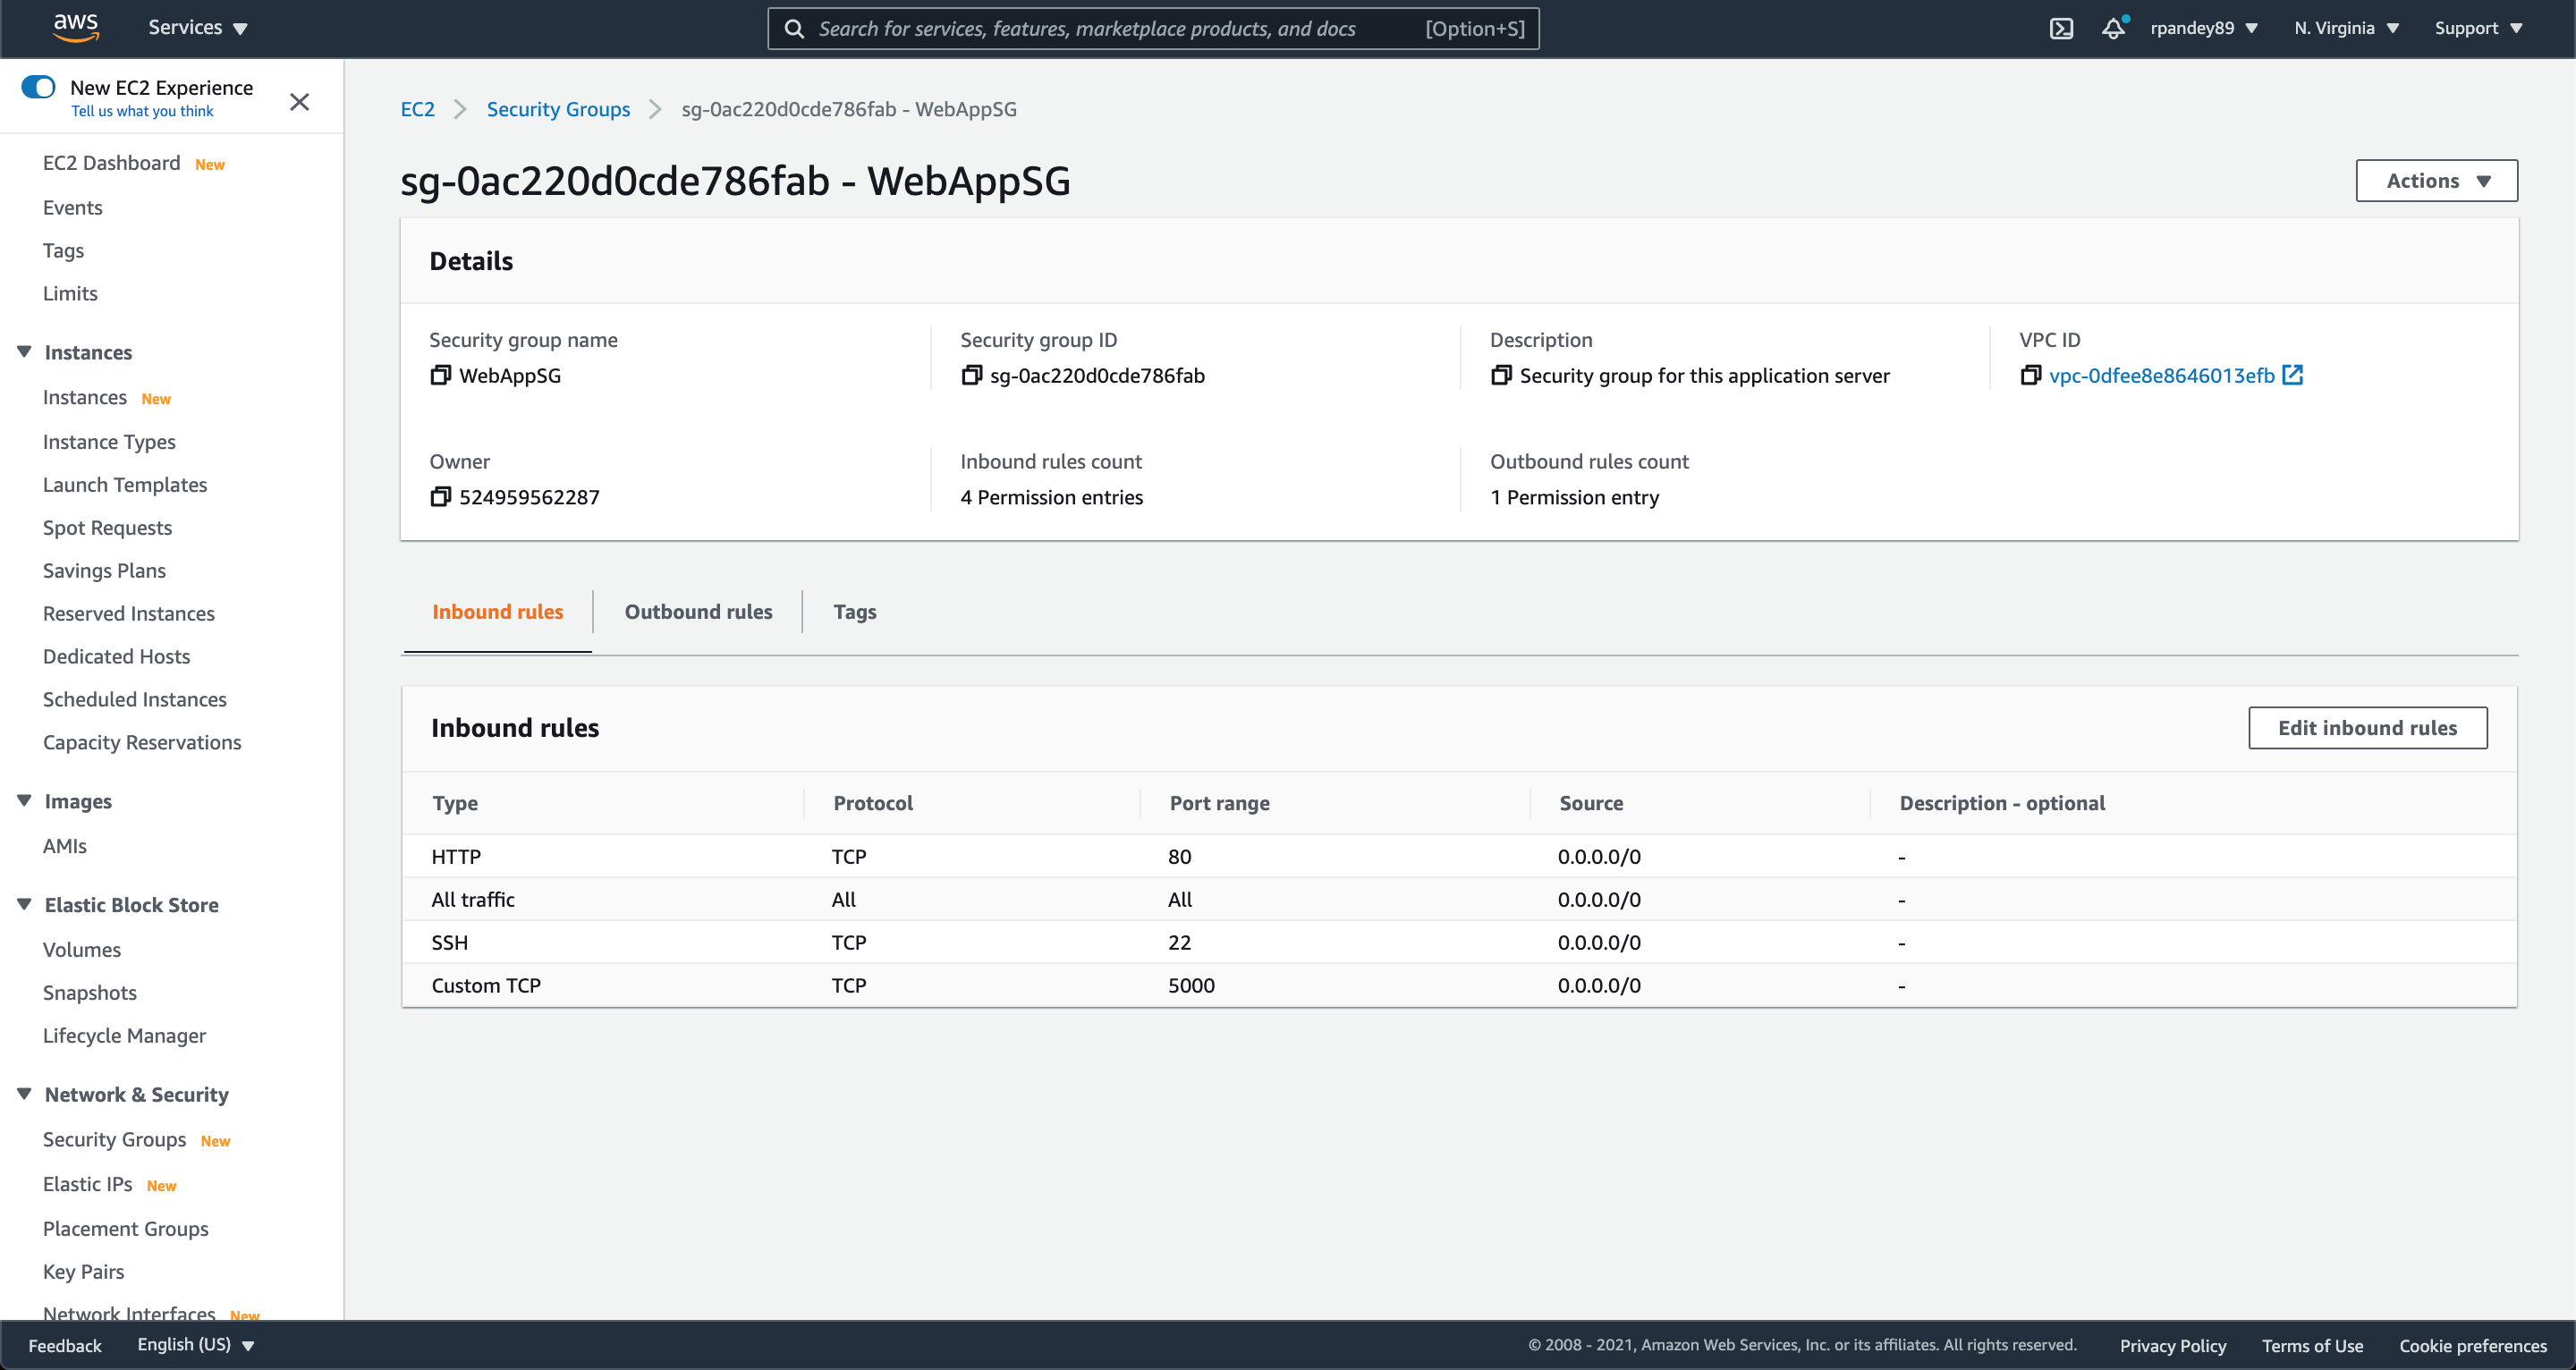 aws Services Search for services, features, marketplace products, and docs [Option+S] rpandey89 N. Virginia Support
New EC2 Experience
Tell us what you think
EC2 Dashboard New
Events
Tags
Limits
Instances
Instances New
Instance Types
Launch Templates
Spot Requests
Savings Plans
Reserved Instances
Dedicated Hosts
Scheduled Instances
Capacity Reservations
Images
AMIs
Elastic Block Store
Volumes
Snapshots
Lifecycle Manager
Network & Security
Security Groups New
Elastic IPs New
Placement Groups
Key Pairs
Network Interfaces New
EC2 Security Groups sg-0ac220d0cde786fab - WebAppSG
sg-0ac220d0cde786fab - WebAppSG
Actions
Details
Security group name Security group ID Description VPC ID
WebAppSG sg-0ac220d0cde786fab Security group for this application server vpc-0dfee8e8646013efb
Owner Inbound rules count Outbound rules count
524959562287 4 Permission entries 1 Permission entry
Inbound rules Outbound rules Tags
Inbound rules Edit inbound rules
Type Protocol Port range Source Description - optional
HTTP TCP 80 0.0.0.0/0 -
All traffic All All 0.0.0.0/0 -
SSH TCP 22 0.0.0.0/0 -
Custom TCP TCP 5000 0.0.0.0/0 -
Feedback English (US) © 2008 - 2021, Amazon Web Services, Inc. or its affiliates. All rights reserved. Privacy Policy Terms of Use Cookie preferences